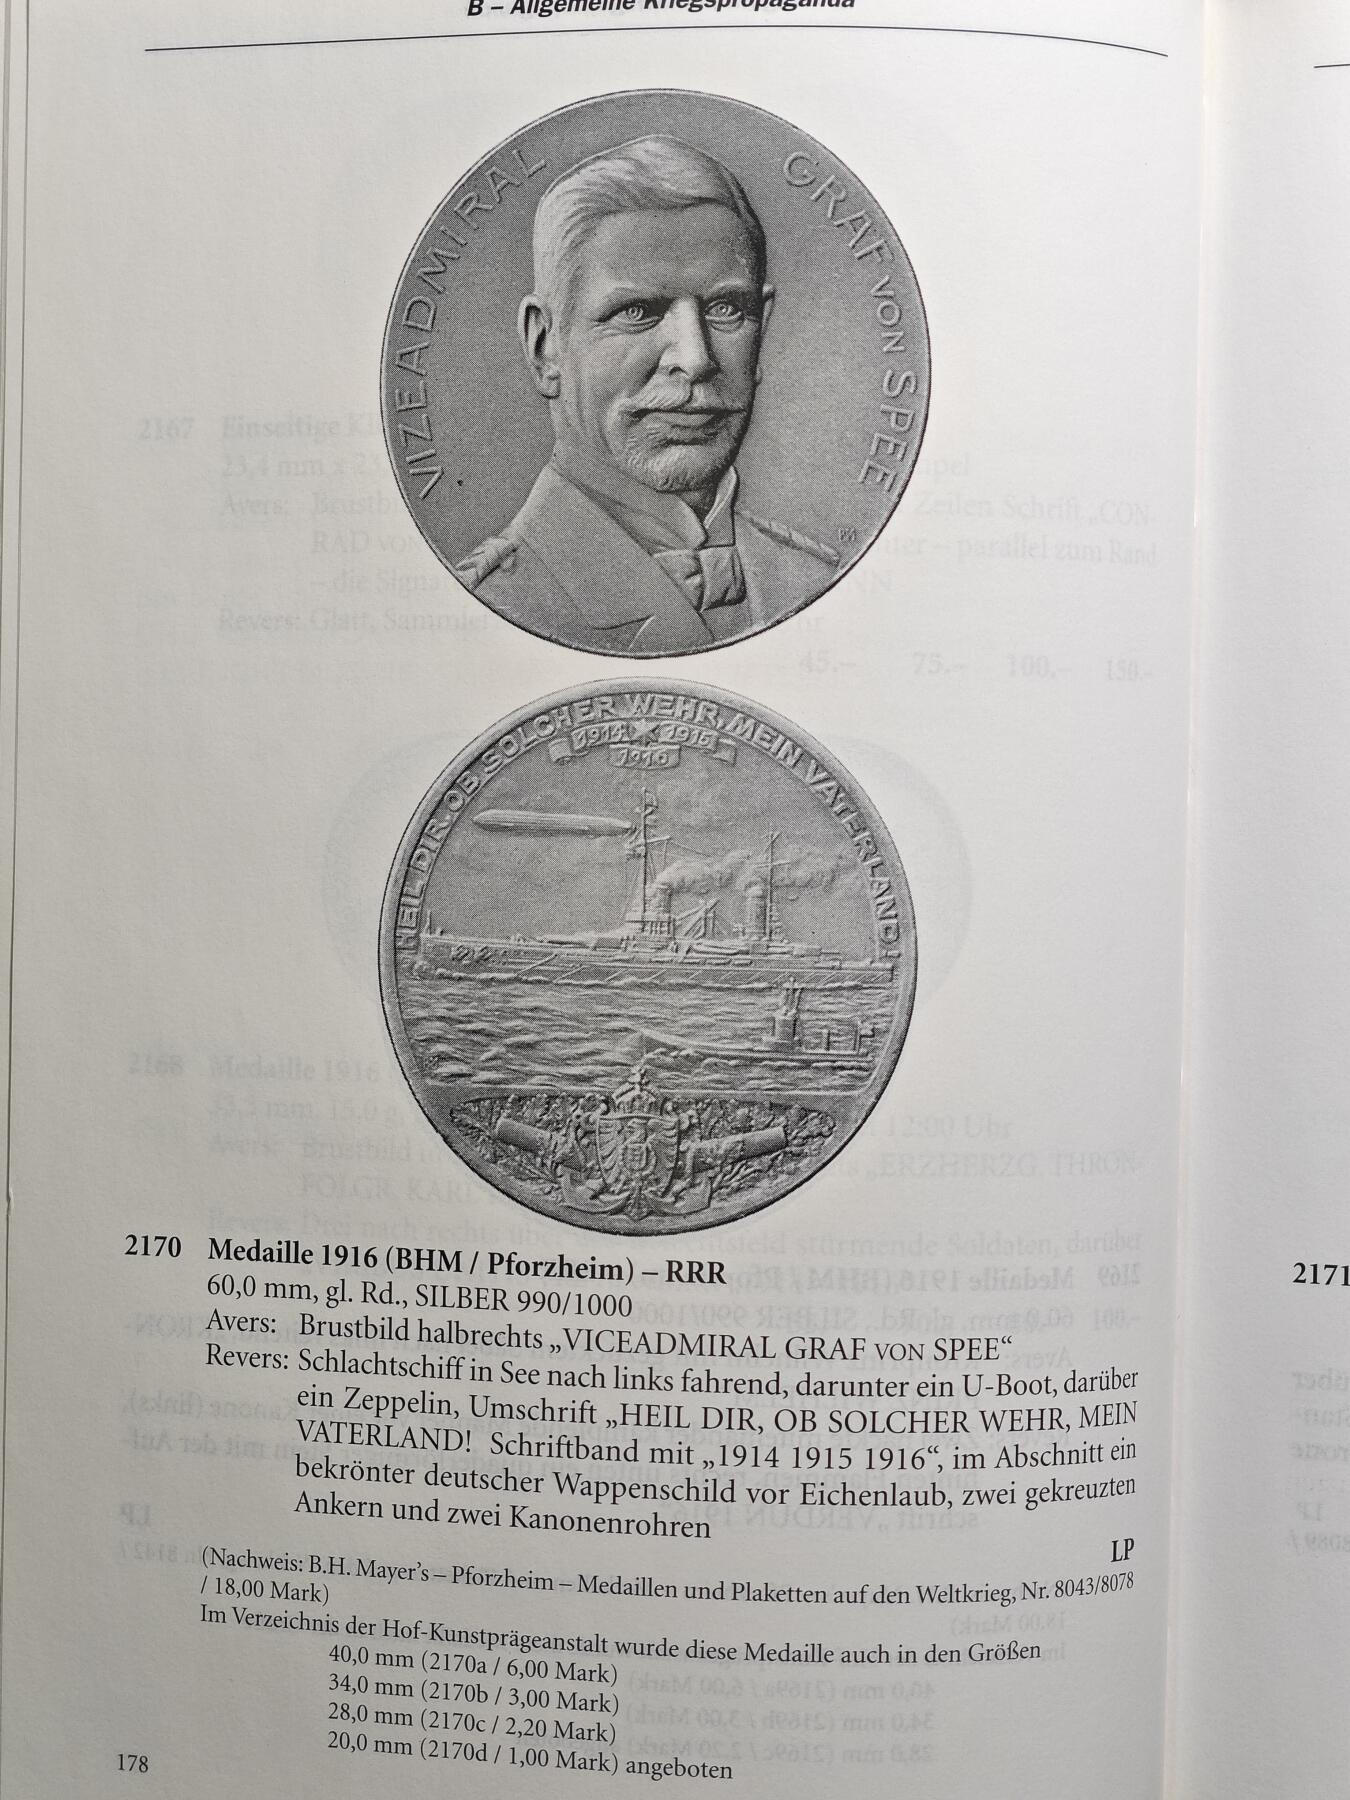 B – Allgemeine Kriegspropaganda
VIZEADMIRAL GRAF VON SPEE
HEIL DIR, OB SOLCHER WEHR, MEIN VATERLAND!
1914 1915
1916
2170 Medaille 1916 (BHM / Pforzheim) – RRR
60,0 mm, gl. Rd., SILBER 990/1000
Avers: Brustbild halbrechts „VICEADMIRAL GRAF VON SPEE“
Revers: Schlachtschiff in See nach links fahrend, darunter ein U-Boot, darüber
ein Zeppelin, Umschrift „HEIL DIR, OB SOLCHER WEHR, MEIN
VATERLAND! Schriftband mit „1914 1915 1916“, im Abschnitt ein
bekrönter deutscher Wappenschild vor Eichenlaub, zwei gekreuzten
Ankern und zwei Kanonenrohren
LP
(Nachweis: B.H. Mayer’s – Pforzheim – Medaillen und Plaketten auf den Weltkrieg, Nr. 8043/8078
/ 18,00 Mark)
Im Verzeichnis der Hof-Kunstprägeanstalt wurde diese Medaille auch in den Größen
40,0 mm (2170a / 6,00 Mark)
34,0 mm (2170b / 3,00 Mark)
28,0 mm (2170c / 2,20 Mark)
20,0 mm (2170d / 1,00 Mark) angeboten
178
2171